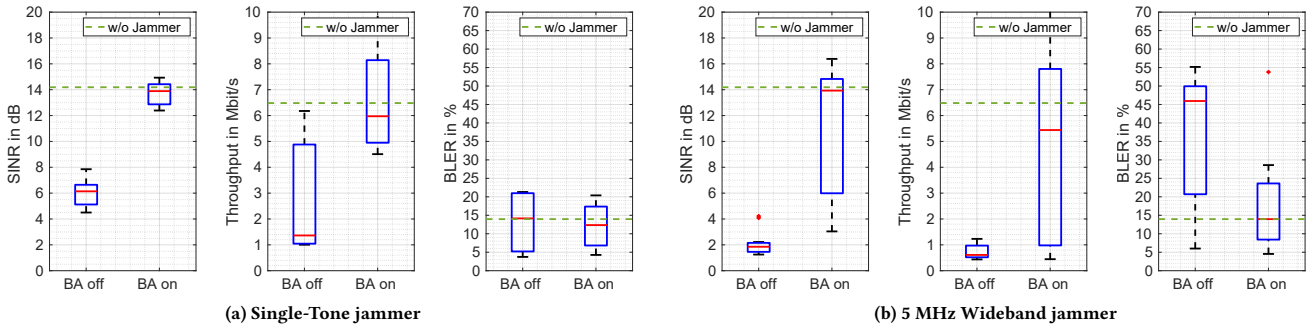 w/o Jammer
SINR in dB
20
18
16
14
12
10
8
6
4
2
0
BA off
BA on
w/o Jammer
Throughput in Mbit/s
10
9
8
7
6
5
4
3
2
1
0
BA off
BA on
w/o Jammer
BLER in %
70
65
60
55
50
45
40
35
30
25
20
15
10
5
0
BA off
BA on
(a) Single-Tone jammer
w/o Jammer
SINR in dB
20
18
16
14
12
10
8
6
4
2
0
BA off
BA on
w/o Jammer
Throughput in Mbit/s
10
9
8
7
6
5
4
3
2
1
0
BA off
BA on
w/o Jammer
BLER in %
70
65
60
55
50
45
40
35
30
25
20
15
10
5
0
BA off
BA on
(b) 5 MHz Wideband jammer